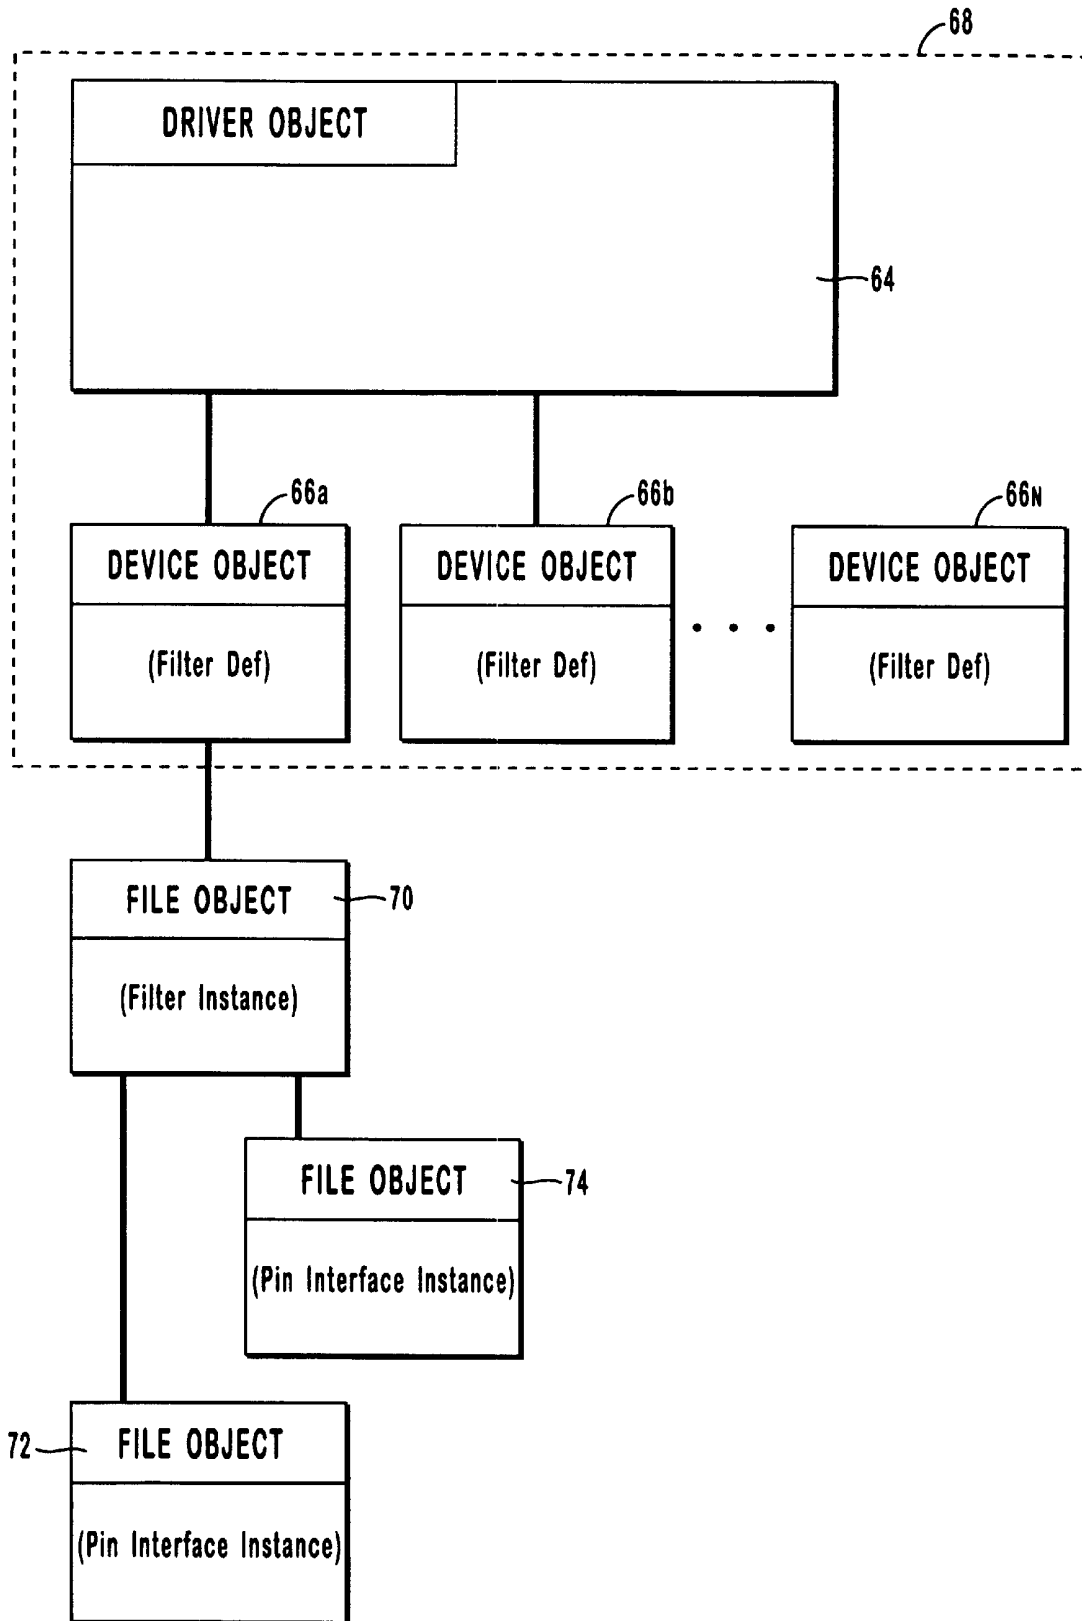 68
DRIVER OBJECT
64
66a
66b
66N
DEVICE OBJECT
DEVICE OBJECT
DEVICE OBJECT
(Filter Def)
(Filter Def)
(Filter Def)
FILE OBJECT
70
(Filter Instance)
FILE OBJECT
74
(Pin Interface Instance)
72
FILE OBJECT
(Pin Interface Instance)